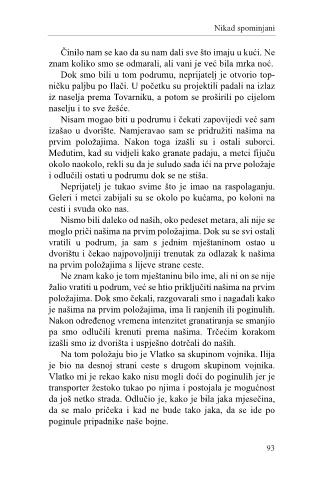 Nikad spominjani
Činilo nam se kao da su nam dali sve što imaju u kući. Ne
znam koliko smo se odmarali, ali vani je već bila mrka noć.
Dok smo bili u tom podrumu, neprijatelj je otvorio top-
ničku paljbu po Ilači. U početku su projektili padali na izlaz
iz naselja prema Tovarniku, a potom se proširili po cijelom
naselju i to sve žešće.
Nisam mogao biti u podrumu i čekati zapovijedi već sam
izašao u dvorište. Namjeravao sam se pridružiti našima na
prvim položajima. Nakon toga izašli su i ostali suborci.
Međutim, kad su vidjeli kako granate padaju, a metci fijuču
okolo naokolo, rekli su da je suludo sada ići na prve položaje
i odlučili ostati u podrumu dok se ne stiša.
Neprijatelj je tukao svime što je imao na raspolaganju.
Geleri i metci zabijali su se okolo po kućama, po koloni na
cesti i svuda oko nas.
Nismo bili daleko od naših, oko pedeset metara, ali nije se
moglo prići našima na prvim položajima. Dok su se svi ostali
vratili u podrum, ja sam s jednim mještaninom ostao u
dvorištu i čekao najpovoljniji trenutak za odlazak k našima
na prvim položajima s lijeve strane ceste.
Ne znam kako je tom mještaninu bilo ime, ali ni on se nije
žalio vratiti u podrum, već se htio priključiti našima na prvim
položajima. Dok smo čekali, razgovarali smo i nagađali kako
je našima na prvim položajima, ima li ranjenih ili poginulih.
Nakon određenog vremena intenzitet granatiranja se smanjio
pa smo odlučili krenuti prema našima. Trčećim korakom
izašli smo iz dvorišta i uspješno dotrčali do naših.
Na tom položaju bio je Vlatko sa skupinom vojnika. Ilija
je bio na desnoj strani ceste s drugom skupinom vojnika.
Vlatko mi je rekao kako nisu mogli doći do poginulih jer je
transporter žestoko tukao po njima i postojala je mogućnost
da još netko strada. Odlučio je, kako je bila jaka mjesečina,
da se malo pričeka i kad ne bude tako jaka, da se ide po
poginule pripadnike naše bojne.
93